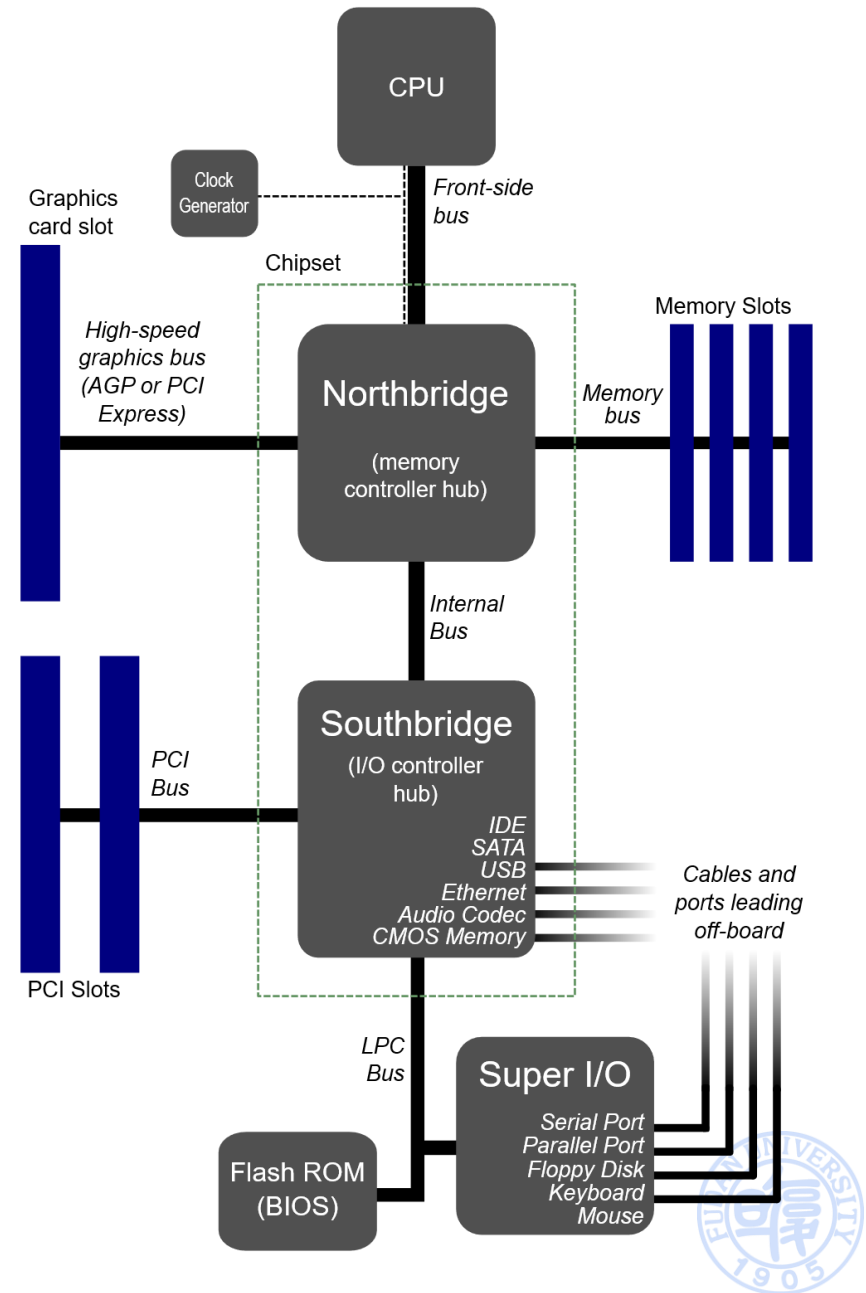 CPU
Clock
Generator
Front-side
bus
Graphics
card slot
Chipset
High-speed
graphics bus
(AGP or PCI
Express)
Northbridge
(memory
controller hub)
Memory Slots
Memory
bus
Internal
Bus
Southbridge
(I/O controller
hub)
IDE
SATA
USB
Ethernet
Audio Codec
CMOS Memory
PCI
Bus
PCI Slots
Cables and
ports leading
off-board
LPC
Bus
Super I/O
Serial Port
Parallel Port
Floppy Disk
Keyboard
Mouse
Flash ROM
(BIOS)
FUDAN UNIVERSITY
1905